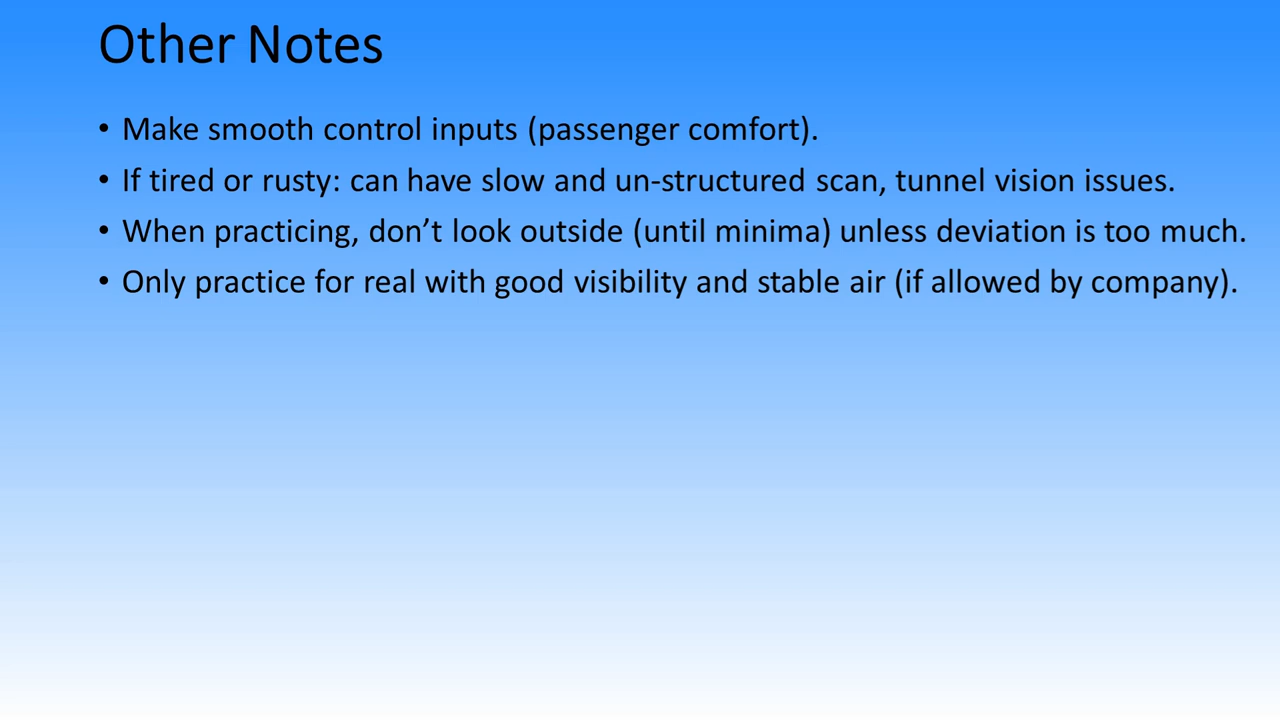 Other Notes
• Make smooth control inputs (passenger comfort).
• If tired or rusty: can have slow and un-structured scan, tunnel vision issues.
• When practicing, don’t look outside (until minima) unless deviation is too much.
• Only practice for real with good visibility and stable air (if allowed by company).